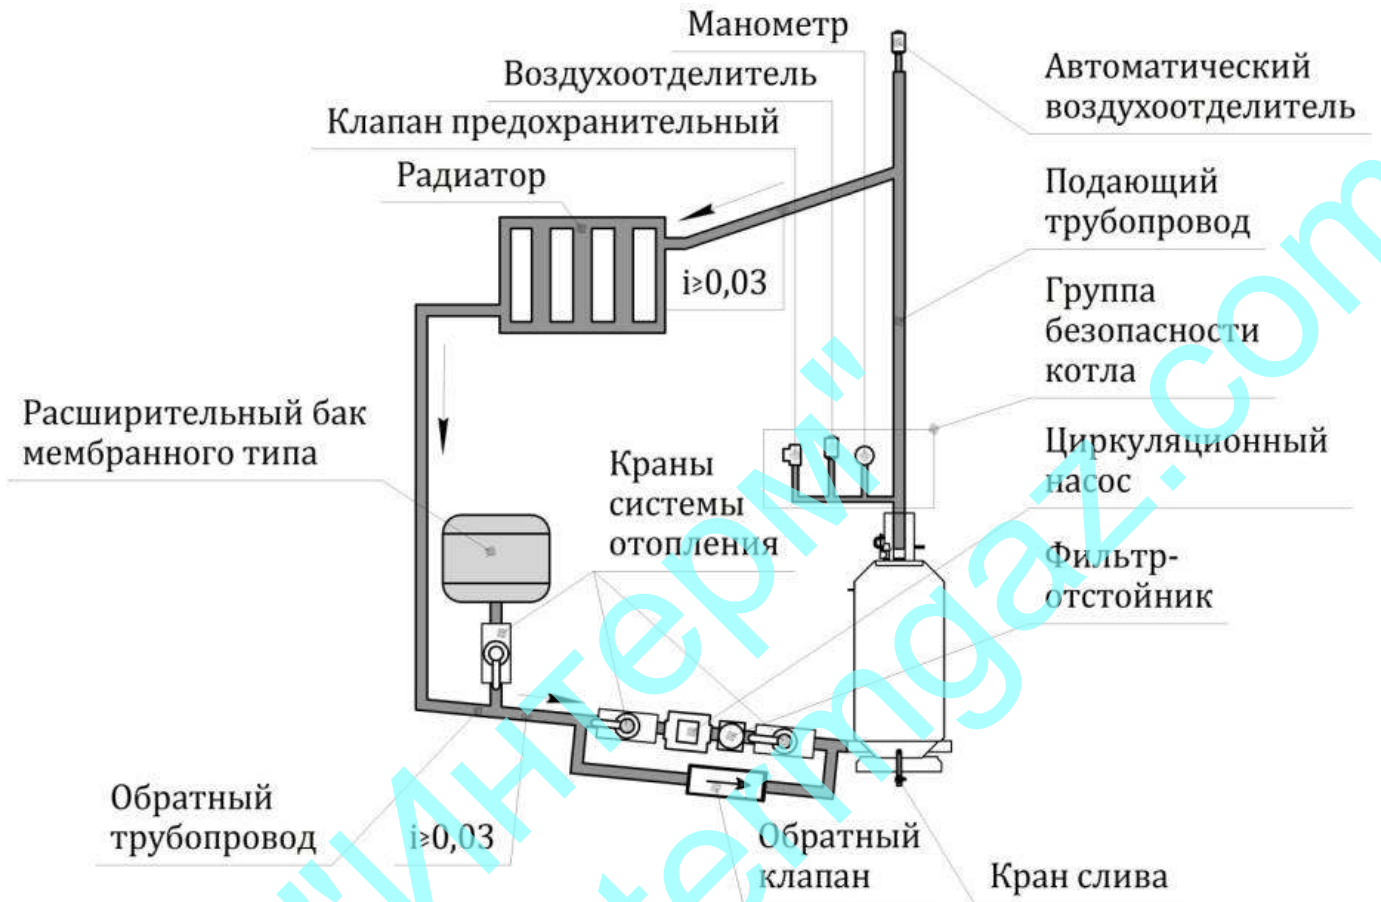 Манометр
Воздухоотделитель
Клапан предохранительный
Радиатор
Автоматический
воздухоотделитель
Подающий
трубопровод
i≥0,03
Группа
безопасности
котла
Расширительный бак
мембранного типа
Краны
системы
отопления
Циркуляционный
насос
Фильтр-
отстойник
Обратный
трубопровод
i≥0,03
Обратный
клапан
Кран слива
"Интерм"
termgaz.com